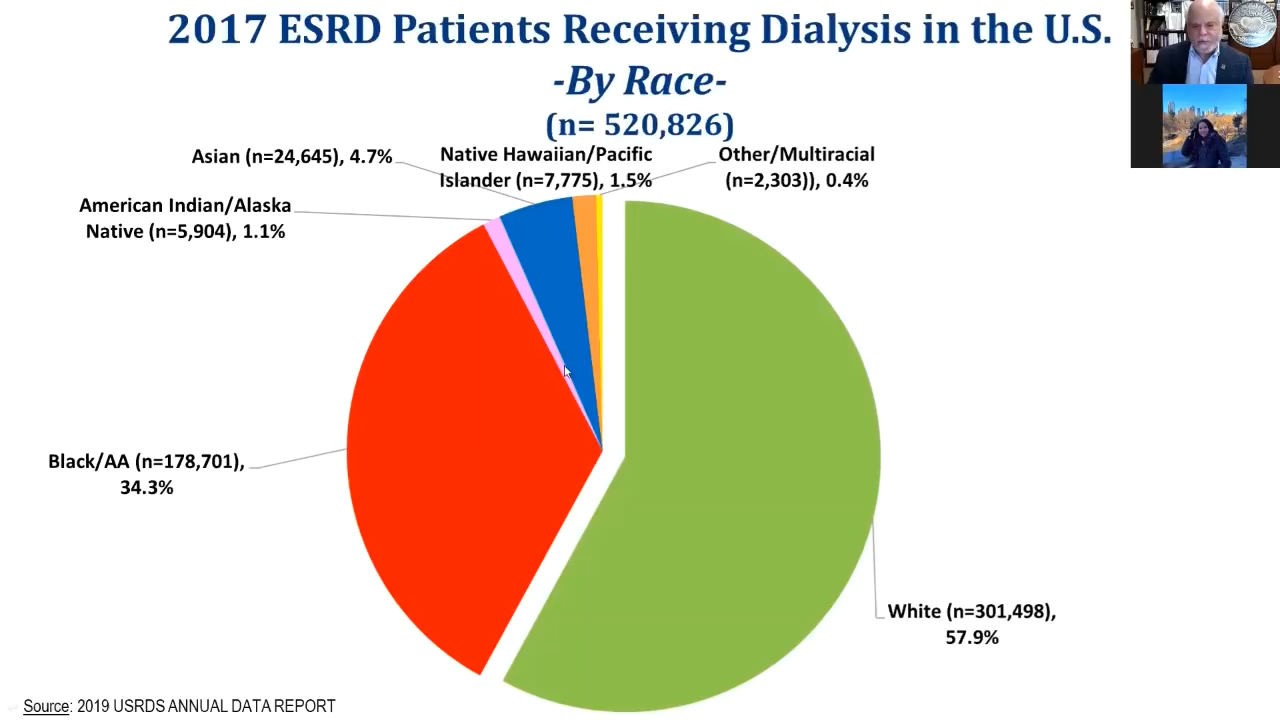 2017 ESRD Patients Receiving Dialysis in the U.S.
-By Race-
(n= 520,826)
Asian (n=24,645), 4.7%
Native Hawaiian/Pacific
Islander (n=7,775), 1.5%
Other/Multiracial
(n=2,303)), 0.4%
American Indian/Alaska
Native (n=5,904), 1.1%
Black/AA (n=178,701),
34.3%
White (n=301,498),
57.9%
Source: 2019 USRDS ANNUAL DATA REPORT